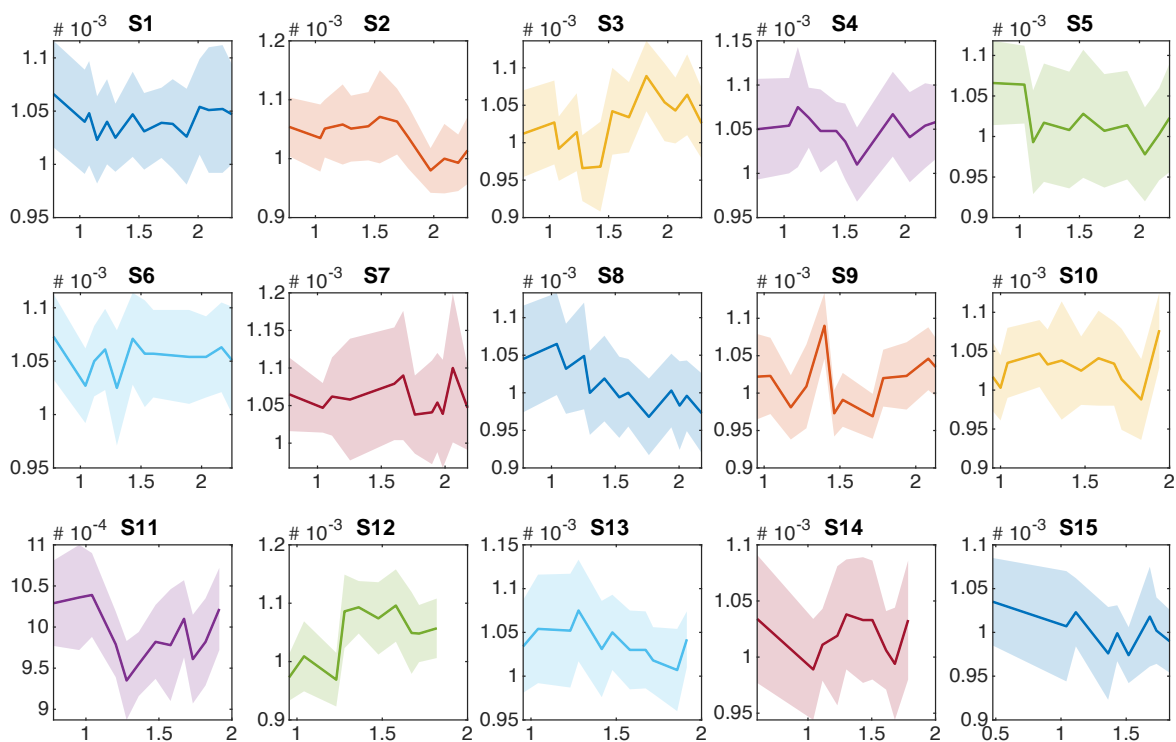 # 10^-3 S1
1.1
1.05
1
0.95
1 1.5 2
# 10^-3 S2
1.2
1.1
1
0.9
1 1.5 2
# 10^-3 S3
1.1
1.05
1
0.95
0.9
1 1.5 2
# 10^-3 S4
1.15
1.1
1.05
1
0.95
1 1.5 2
# 10^-3 S5
1.1
1.05
1
0.95
0.9
1 1.5 2
# 10^-3 S6
1.1
1.05
1
0.95
1 1.5 2
# 10^-3 S7
1.2
1.15
1.1
1.05
1
1 1.5 2
# 10^-3 S8
1.1
1.05
1
0.95
0.9
1 1.5 2
# 10^-3 S9
1.1
1.05
1
0.95
0.9
1 1.5 2
# 10^-3 S10
1.1
1.05
1
0.95
0.9
1 1.5 2
# 10^-4 S11
11
10.5
10
9.5
9
1 1.5 2
# 10^-3 S12
1.2
1.1
1
0.9
1 1.5 2
# 10^-3 S13
1.15
1.1
1.05
1
0.95
1 1.5 2
# 10^-3 S14
1.1
1.05
1
0.95
1 1.5 2
# 10^-3 S15
1.1
1.05
1
0.95
0.9
0.5 1 1.5